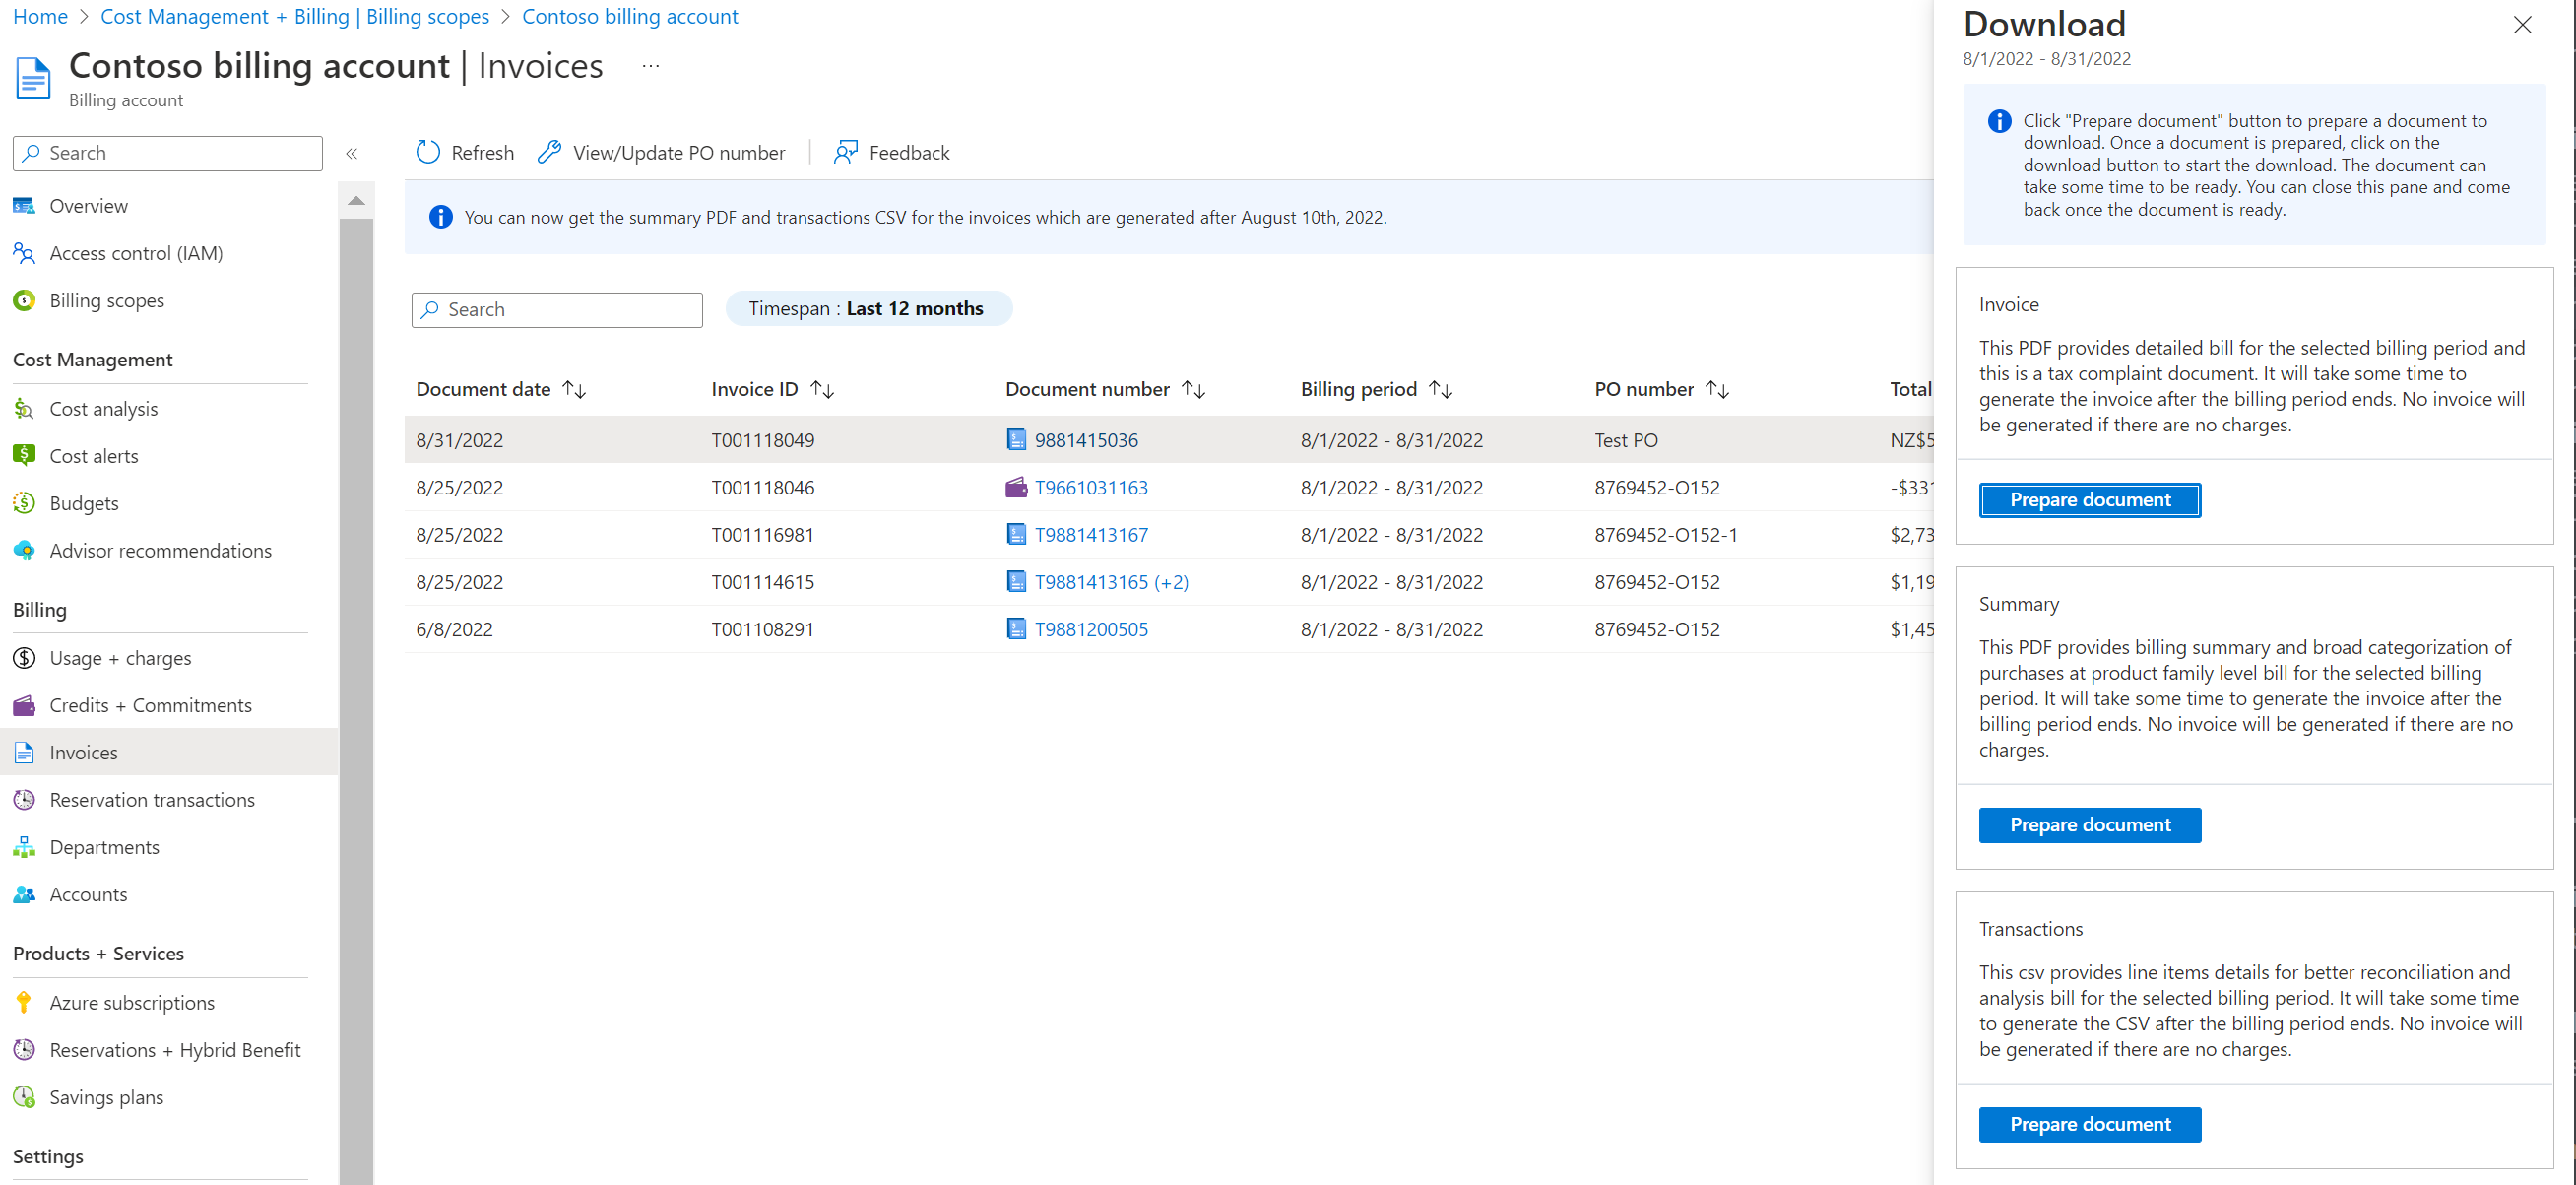 Home > Cost Management + Billing | Billing scopes > Contoso billing account
Contoso billing account | Invoices ...
Billing account
Search «
Overview
Access control (IAM)
Billing scopes
Cost Management
Cost analysis
Cost alerts
Budgets
Advisor recommendations
Billing
Usage + charges
Credits + Commitments
Invoices
Reservation transactions
Departments
Accounts
Products + Services
Azure subscriptions
Reservations + Hybrid Benefit
Savings plans
Settings
Refresh View/Update PO number Feedback
You can now get the summary PDF and transactions CSV for the invoices which are generated after August 10th, 2022.
Search Timespan : Last 12 months
Document date ↑↓ Invoice ID ↑↓ Document number ↑↓ Billing period ↑↓ PO number ↑↓ Total
8/31/2022 T001118049 9881415036 8/1/2022 - 8/31/2022 Test PO NZ$5
8/25/2022 T001118046 T9661031163 8/1/2022 - 8/31/2022 8769452-O152 -$331
8/25/2022 T001116981 T9881413167 8/1/2022 - 8/31/2022 8769452-O152-1 $2,73
8/25/2022 T001114615 T9881413165 (+2) 8/1/2022 - 8/31/2022 8769452-O152 $1,19
6/8/2022 T001108291 T9881200505 8/1/2022 - 8/31/2022 8769452-O152 $1,45
Download
8/1/2022 - 8/31/2022
Click "Prepare document" button to prepare a document to
download. Once a document is prepared, click on the
download button to start the download. The document can
take some time to be ready. You can close this pane and come
back once the document is ready.
Invoice
This PDF provides detailed bill for the selected billing period and
this is a tax complaint document. It will take some time to
generate the invoice after the billing period ends. No invoice will
be generated if there are no charges.
Prepare document
Summary
This PDF provides billing summary and broad categorization of
purchases at product family level bill for the selected billing
period. It will take some time to generate the invoice after the
billing period ends. No invoice will be generated if there are no
charges.
Prepare document
Transactions
This csv provides line items details for better reconciliation and
analysis bill for the selected billing period. It will take some time
to generate the CSV after the billing period ends. No invoice will
be generated if there are no charges.
Prepare document